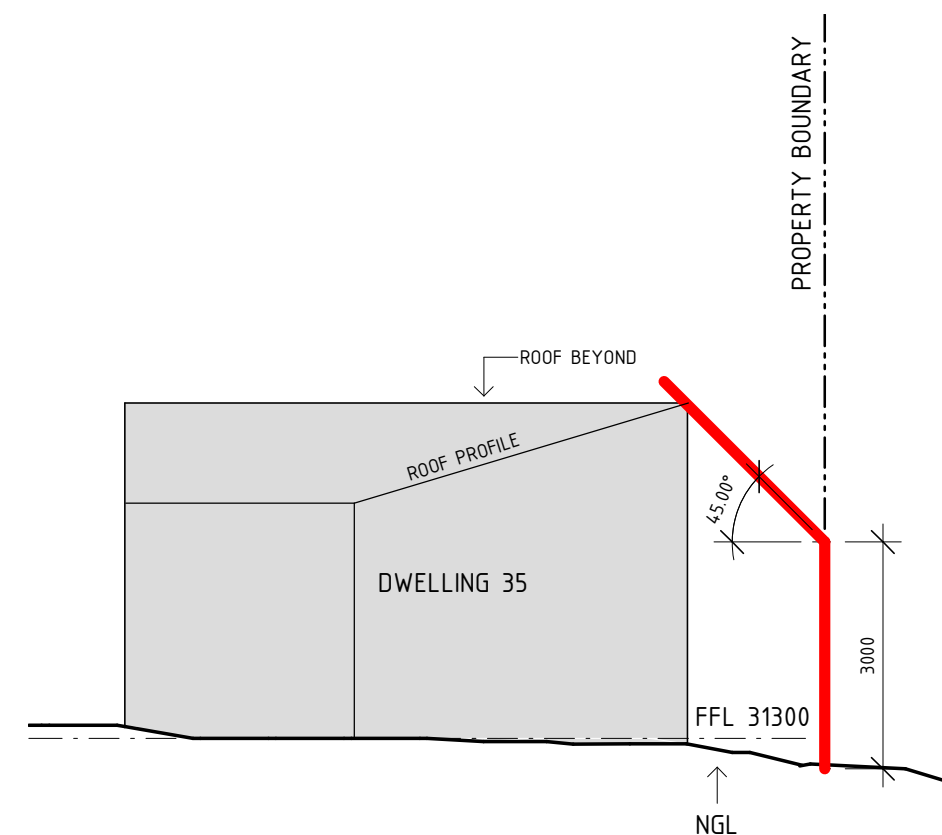 PROPERTY BOUNDARY
ROOF BEYOND
ROOF PROFILE
45.00°
DWELLING 35
3000
FFL 31300
NGL